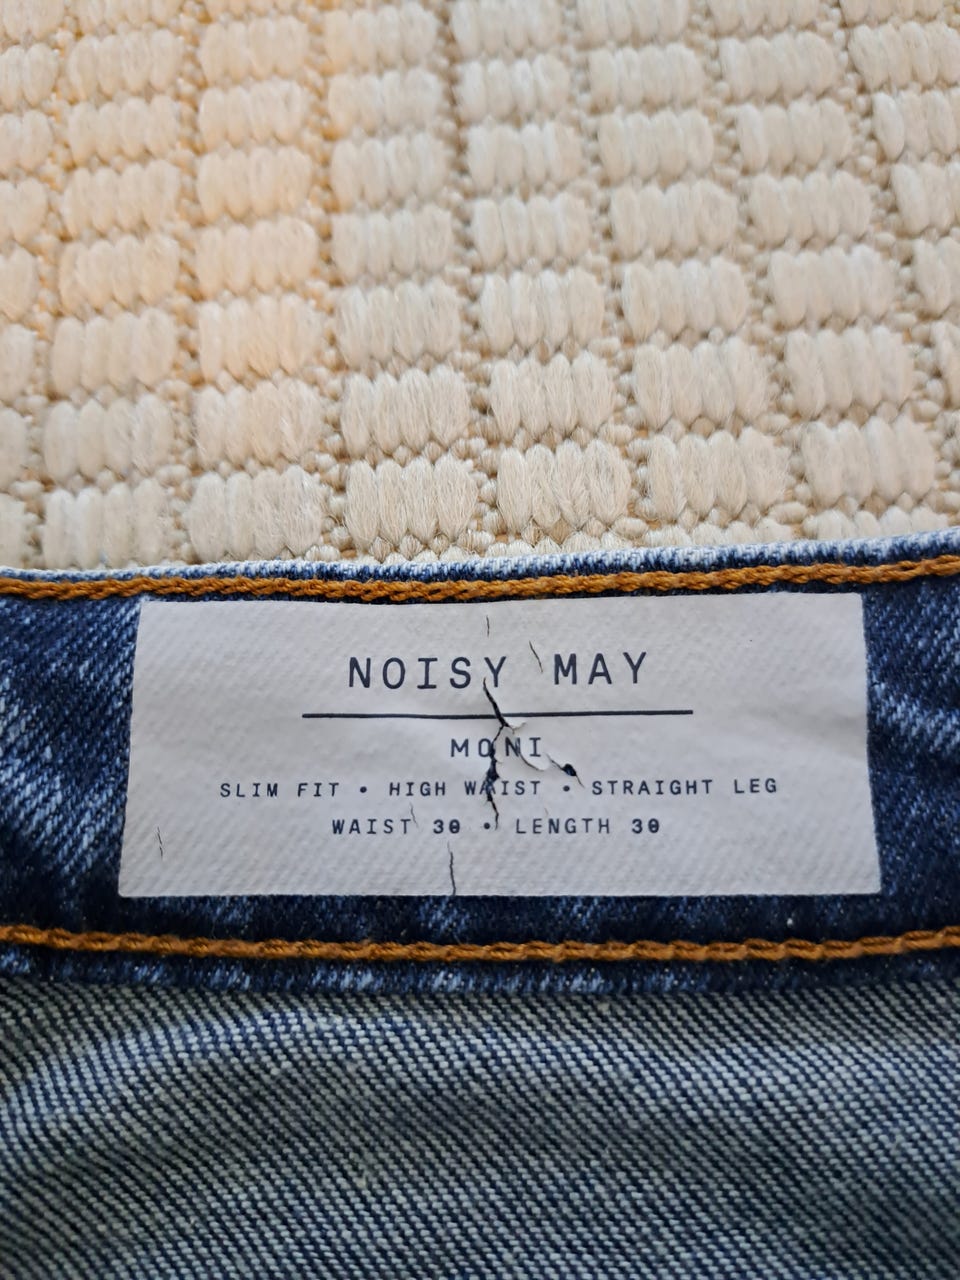 NOISY MAY
MONI
SLIM FIT • HIGH WAIST • STRAIGHT LEG
WAIST 30 • LENGTH 30